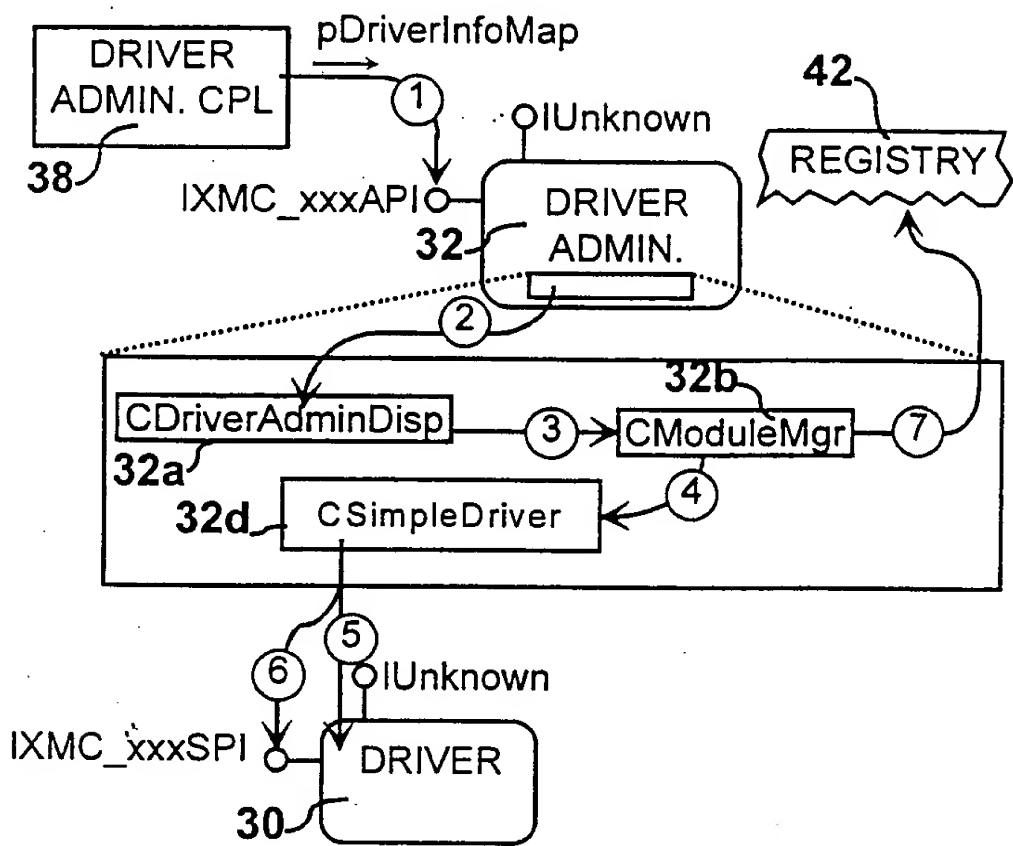 pDriverInfoMap
DRIVER
ADMIN. CPL
38
1
IUnknown
42
REGISTRY
IXMC_xxxAPI
32
DRIVER
ADMIN.
2
32b
CDriverAdminDisp
3
CModuleMgr
7
32a
4
32d
CSimpleDriver
5
6
IUnknown
IXMC_xxxSPI
DRIVER
30